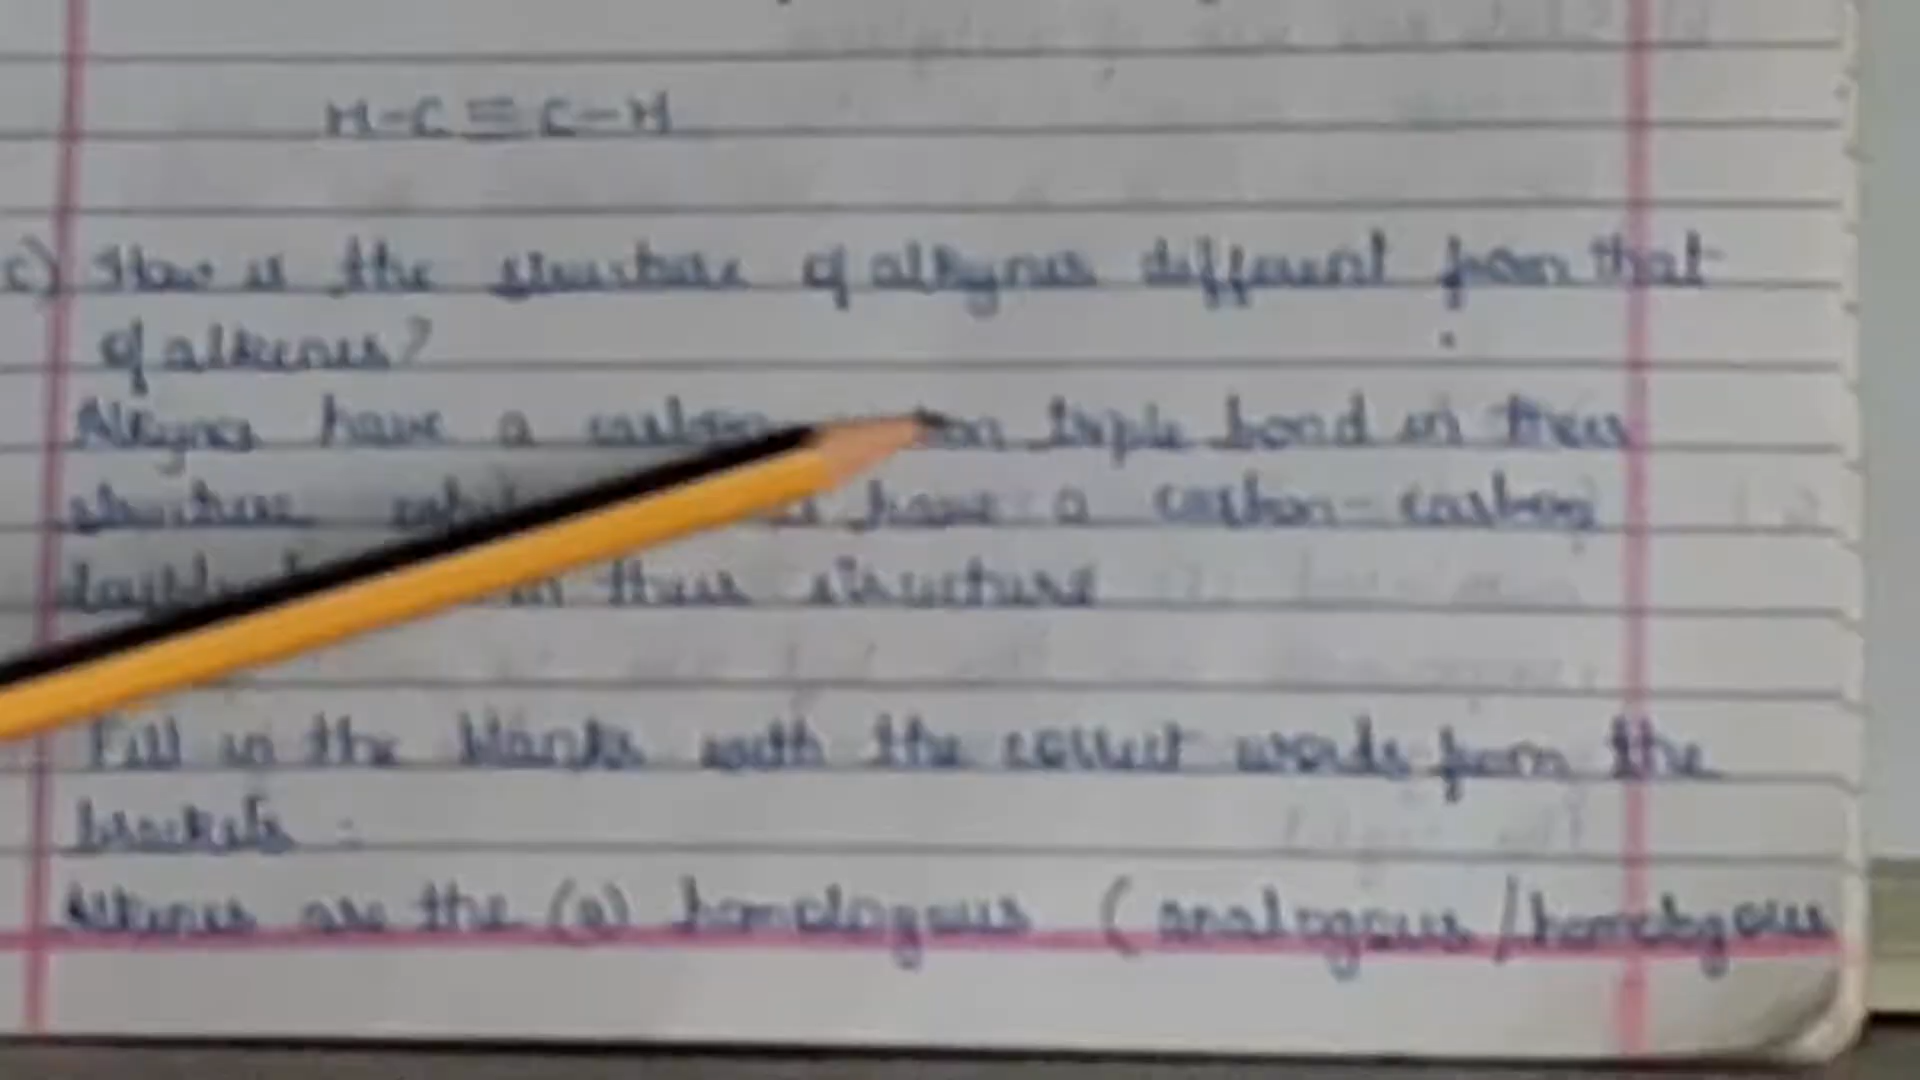 H-C≡C-H
c) How is the structure of alkynes different from that
of alkenes?
Alkynes have a carbon triple bond in their
structure have a carbon-carbon
in their structure
Fill in the blanks with the correct words from the
brackets :
Alkenes are the (a) homologous (analogous/homologous